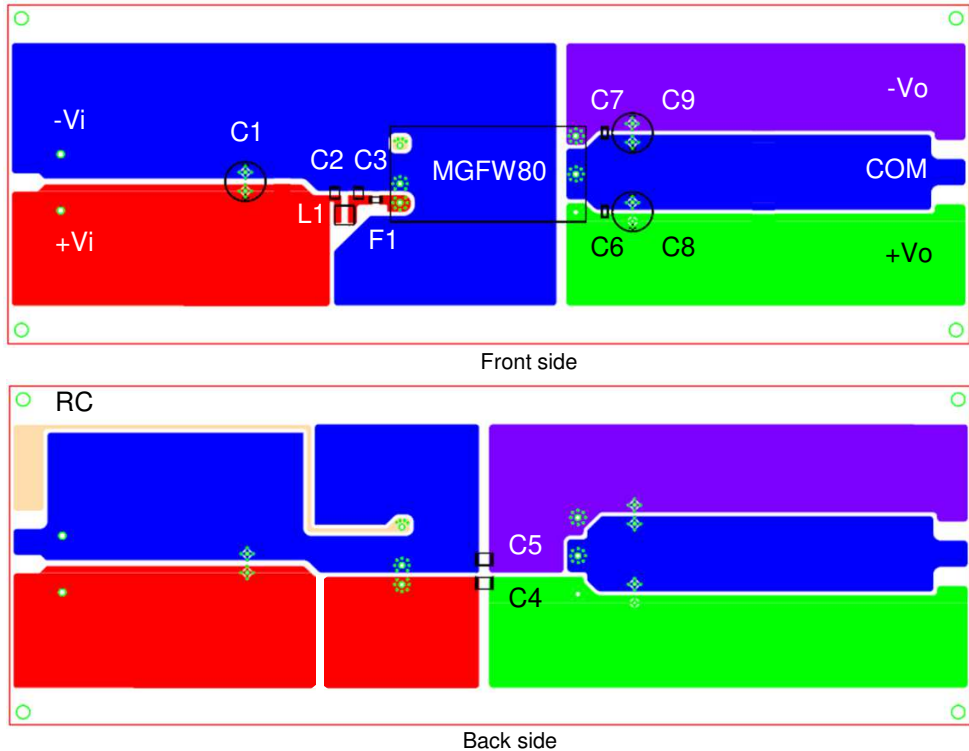 -Vo
C7 C9
-Vi
C1
C2 C3
MGFW80
COM
L1
F1
+Vi
C6 C8
+Vo
Front side
RC
C5
C4
Back side